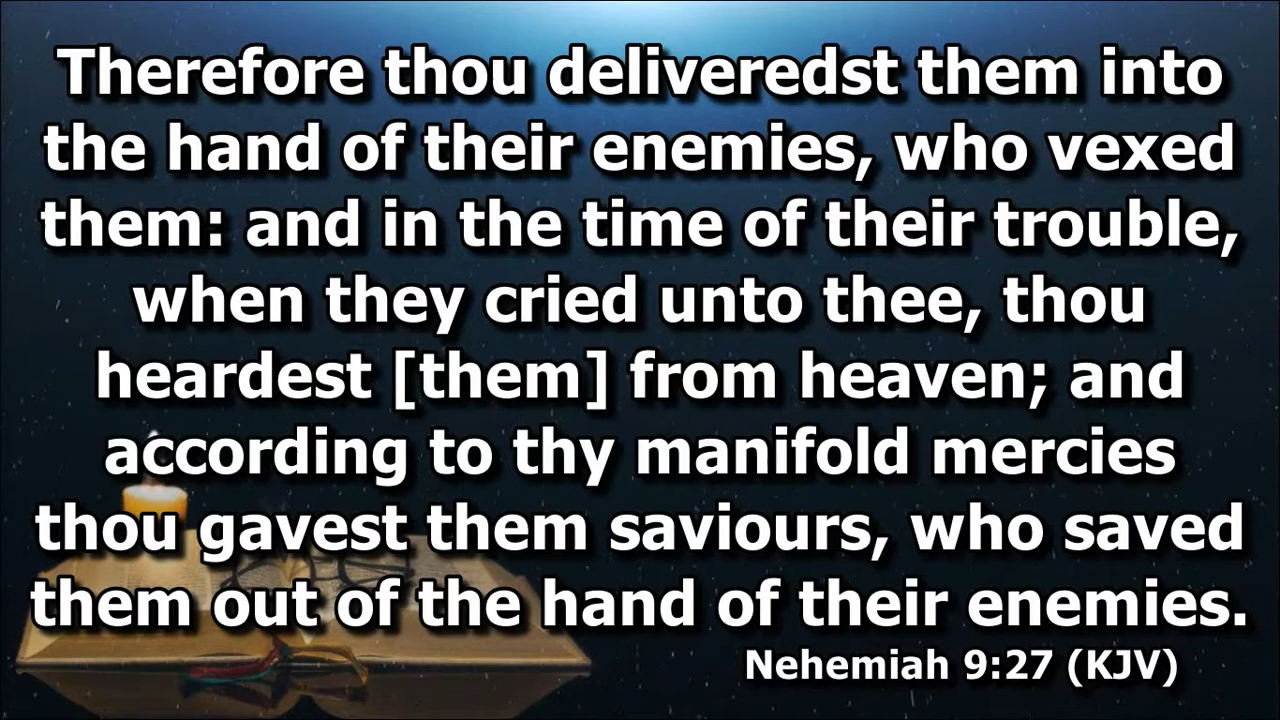 Therefore thou deliveredst them into
the hand of their enemies, who vexed
them: and in the time of their trouble,
when they cried unto thee, thou
heardest [them] from heaven; and
according to thy manifold mercies
thou gavest them saviours, who saved
them out of the hand of their enemies.
Nehemiah 9:27 (KJV)